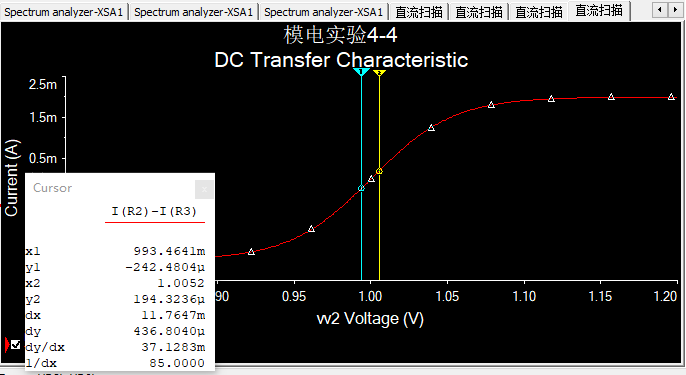 Spectrum analyzer-XSA1 Spectrum analyzer-XSA1 Spectrum analyzer-XSA1 直流扫描 直流扫描 直流扫描 直流扫描
模电实验4-4
DC Transfer Characteristic
2.5m
1.5m
0.5m
Current (A)
Cursor
I(R2)-I(R3)
x1 993.4641m
y1 -242.4804µ
x2 1.0052
y2 194.3236µ
dx 11.7647m
dy 436.8040µ
dy/dx 37.1283m
1/dx 85.0000
.90 0.95 1.00 1.05 1.10 1.15 1.20
vv2 Voltage (V)